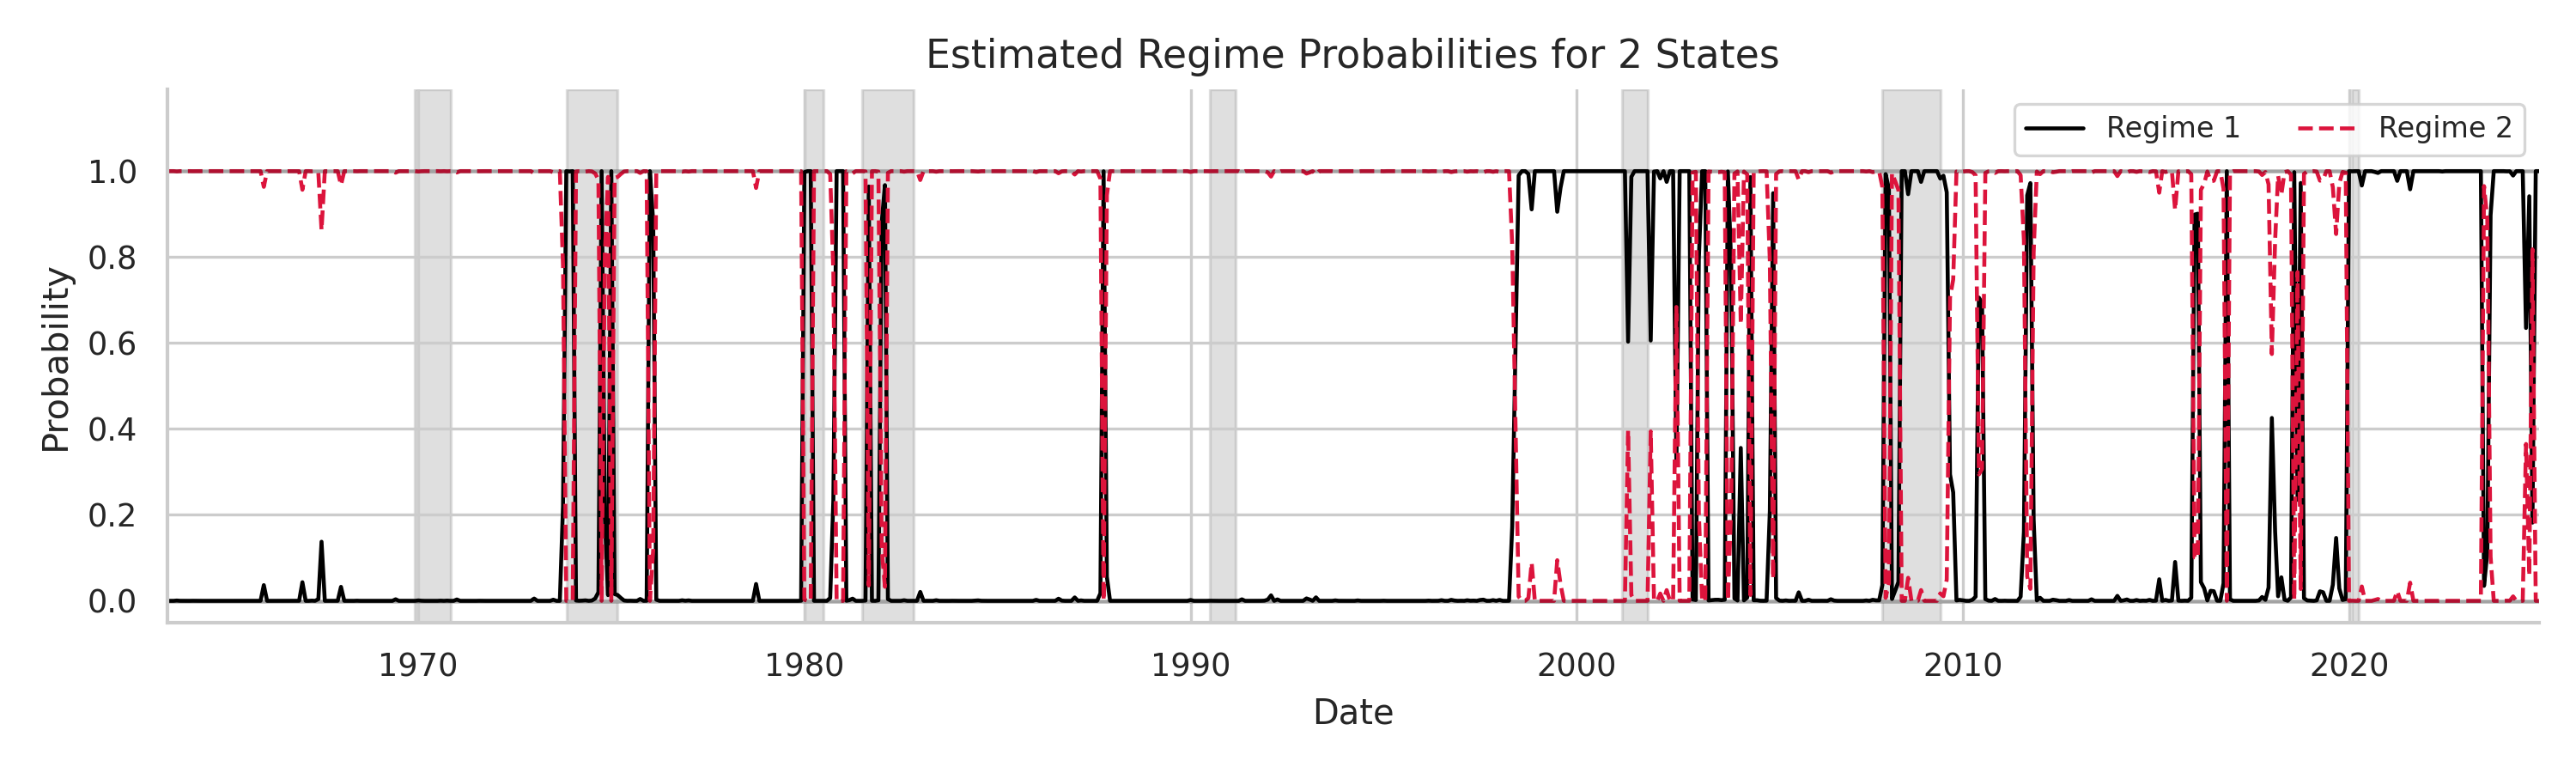 Estimated Regime Probabilities for 2 States
Regime 1 Regime 2
1.0
0.8
0.6
0.4
0.2
0.0
Probability
1970 1980 1990 2000 2010 2020
Date